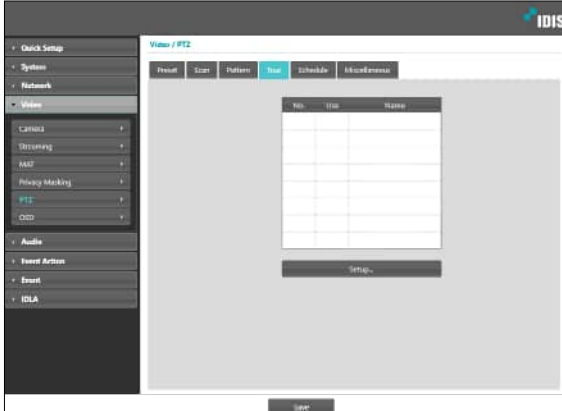 IDIS
Quick Setup
System
Network
Video
Camera
Streaming
MAT
Privacy Masking
PTZ
OSD
Audio
Event Action
Event
IDLA
Video / PTZ
Preset Scan Pattern Tour Schedule Miscellaneous
No. Use Name
Setup...
Save